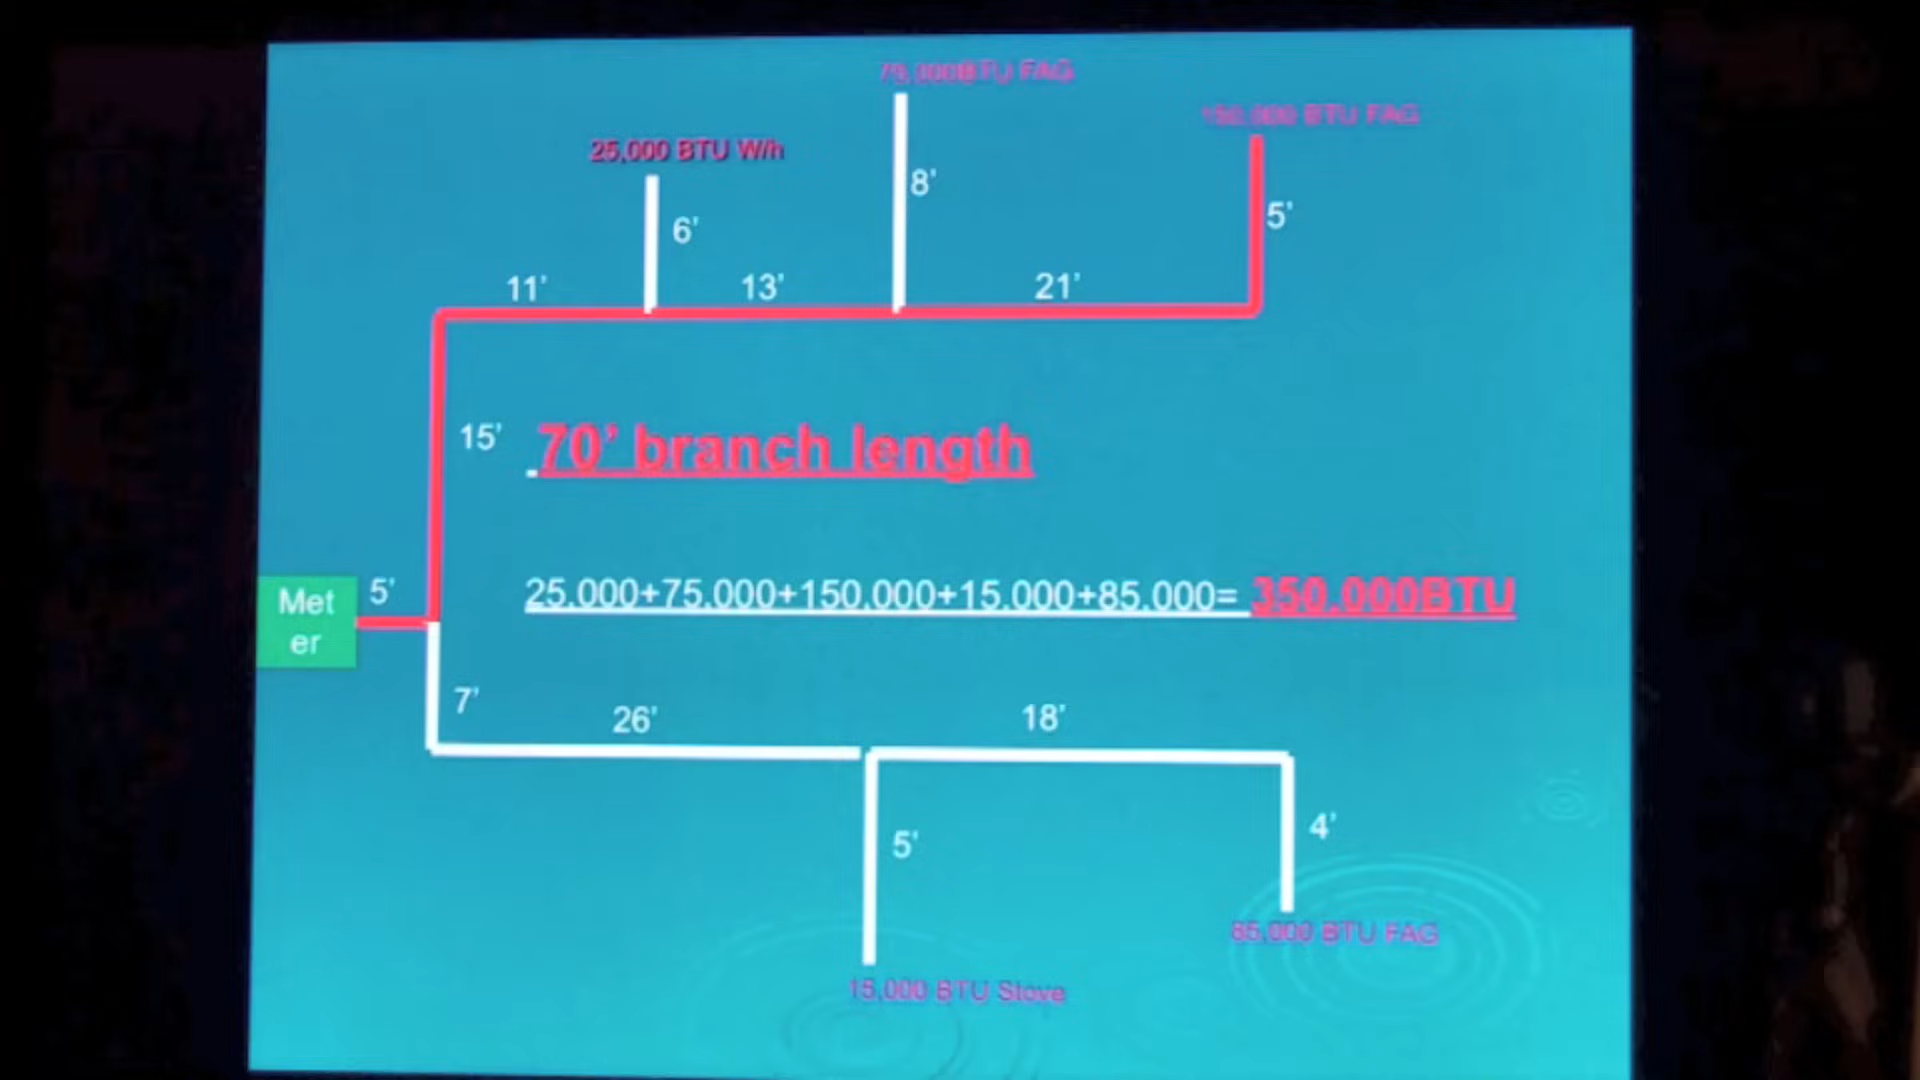 75,000BTU FAG
150,000 BTU FAG
25,000 BTU W/h
8'
6'
5'
11'
13'
21'
15'
70' branch length
5'
25,000+75,000+150,000+15,000+85,000= 350,000BTU
Met
er
7'
26'
18'
5'
4'
85,000 BTU FAG
15,000 BTU Stove